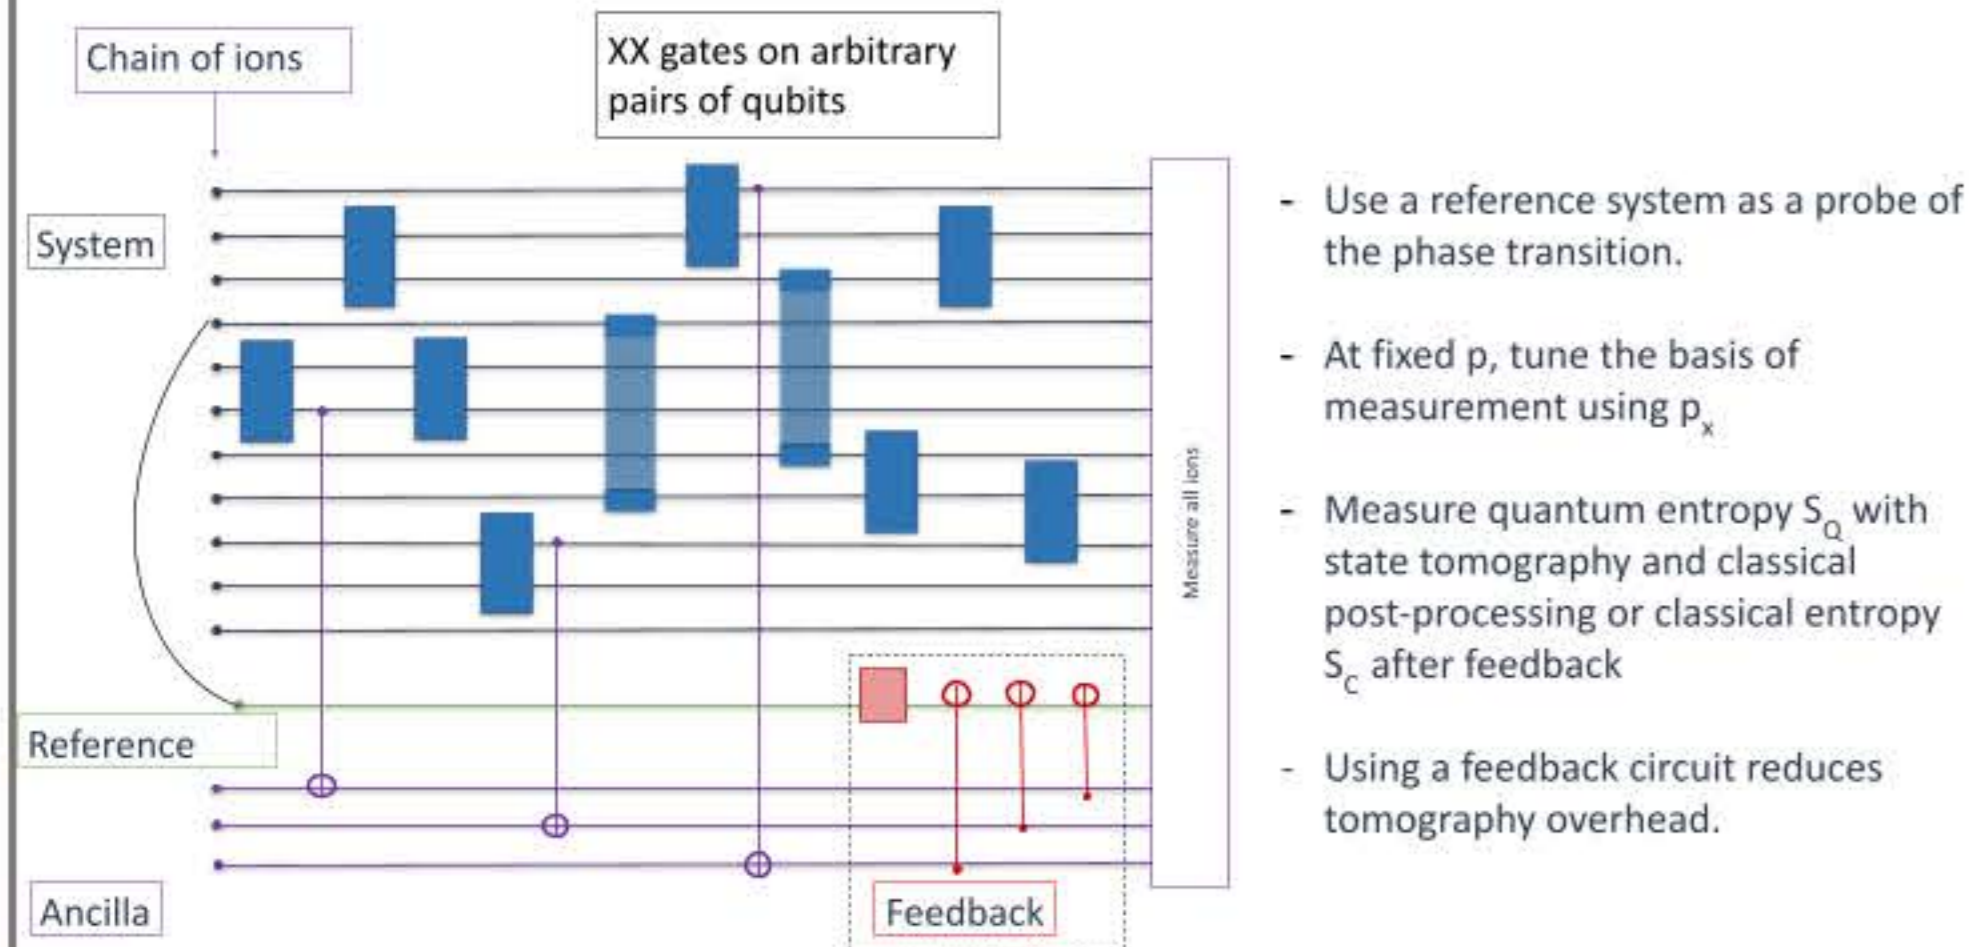 Chain of ions
XX gates on arbitrary
pairs of qubits
System
Reference
Ancilla
Feedback
Measure all ions
- Use a reference system as a probe of
the phase transition.
- At fixed p, tune the basis of
measurement using pₓ
- Measure quantum entropy S_Q with
state tomography and classical
post-processing or classical entropy
S_C after feedback
- Using a feedback circuit reduces
tomography overhead.